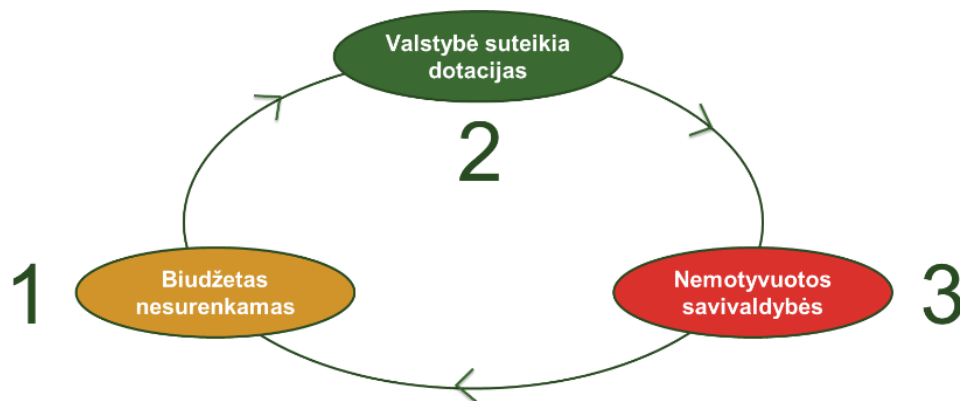 Valstybė suteikia
dotacijas
2
1
Biudžetas
nesurenkamas
Nemotyvuotos
savivaldybės
3